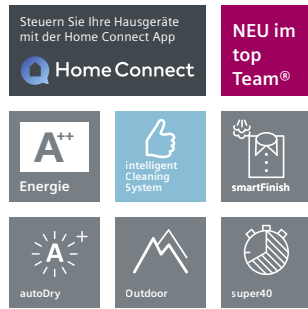 Steuern Sie Ihre Hausgeräte
mit der Home Connect App
Home Connect
NEU im
top
Team®
A++
Energie
intelligent
Cleaning
System
smartFinish
A+
autoDry
Outdoor
super40